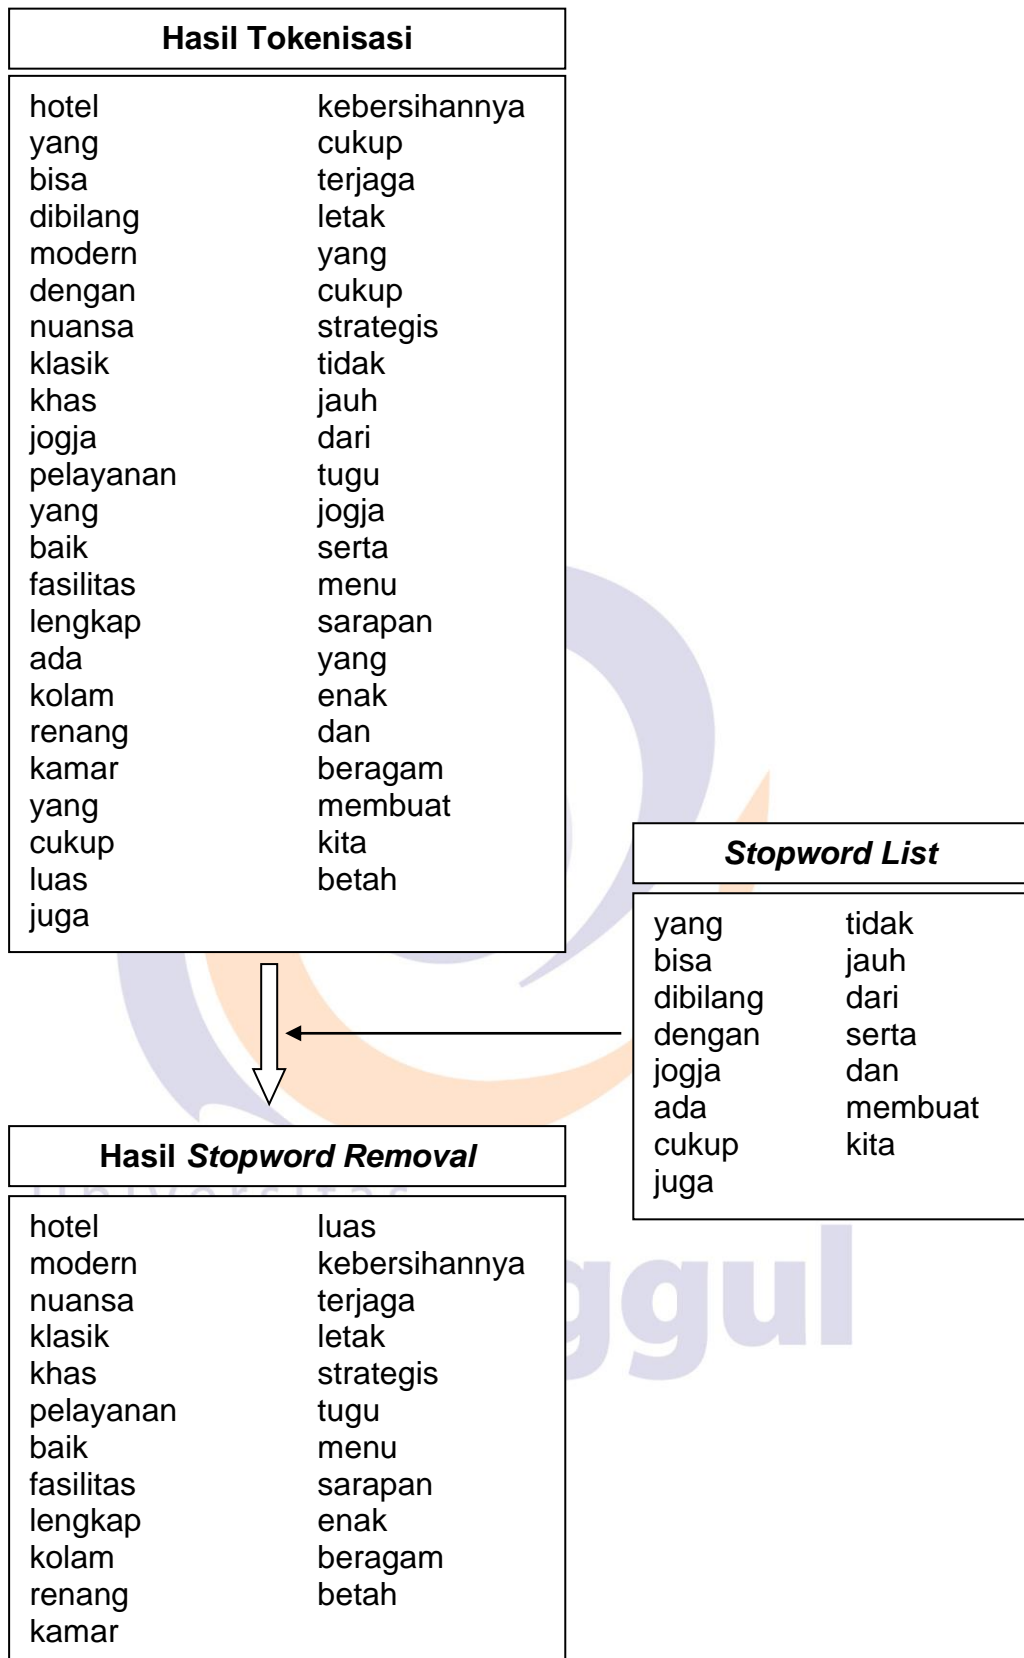 Hasil Tokenisasi
hotel
yang
bisa
dibilang
modern
dengan
nuansa
klasik
khas
jogja
pelayanan
yang
baik
fasilitas
lengkap
ada
kolam
renang
kamar
yang
cukup
luas
juga
kebersihannya
cukup
terjaga
letak
yang
cukup
strategis
tidak
jauh
dari
tugu
jogja
serta
menu
sarapan
yang
enak
dan
beragam
membuat
kita
betah
Stopword List
yang
bisa
dibilang
dengan
jogja
ada
cukup
juga
tidak
jauh
dari
serta
dan
membuat
kita
Hasil Stopword Removal
hotel
modern
nuansa
klasik
khas
pelayanan
baik
fasilitas
lengkap
kolam
renang
kamar
luas
kebersihannya
terjaga
letak
strategis
tugu
menu
sarapan
enak
beragam
betah